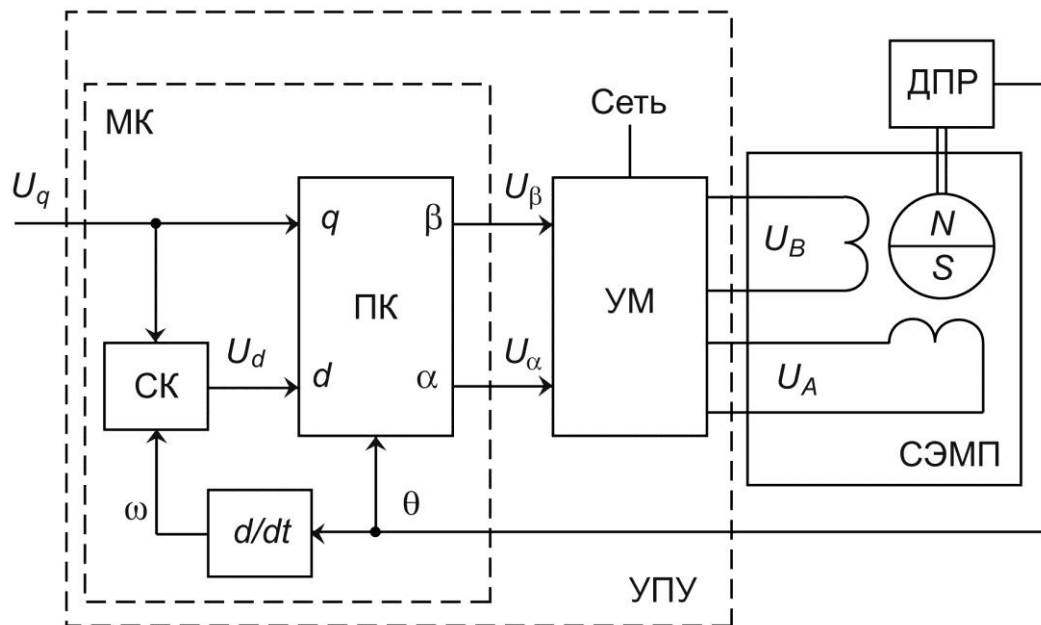 ДПР
Сеть
МК
U_q
q
β
U_β
U_B
N
S
ПК
УМ
СК
U_d
d
α
U_α
U_A
СЭМП
ω
d/dt
θ
УПУ